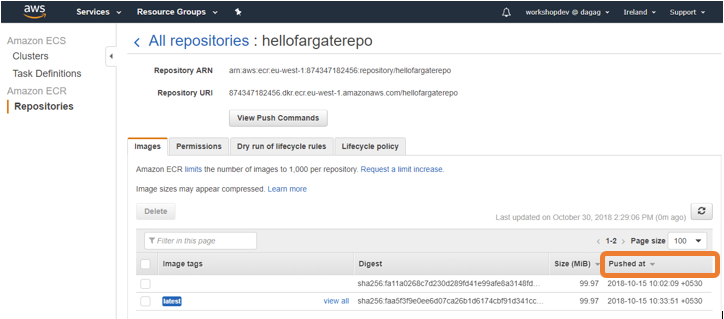 aws Services Resource Groups workshopdev @ dagag Ireland Support
Amazon ECS
Clusters
Task Definitions
Amazon ECR
Repositories
All repositories : hellofargaterepo
Repository ARN arn:aws:ecr:eu-west-1:874347182456:repository/hellofargaterepo
Repository URI 874347182456.dkr.ecr.eu-west-1.amazonaws.com/hellofargaterepo
View Push Commands
Images Permissions Dry run of lifecycle rules Lifecycle policy
Amazon ECR limits the number of images to 1,000 per repository. Request a limit increase.
Image sizes may appear compressed. Learn more
Delete
Last updated on October 30, 2018 2:29:06 PM (0m ago)
Filter in this page 1-2 Page size 100
Image tags Digest Size (MiB) Pushed at
sha256:fa11a0268c7d230d289fd41e99afe8a3148fd... 99.97 2018-10-15 10:02:09 +0530
latest view all sha256:faa5f3f9e0ee6d07ca26b1d6174cbf91d341cc... 99.97 2018-10-15 10:33:51 +0530